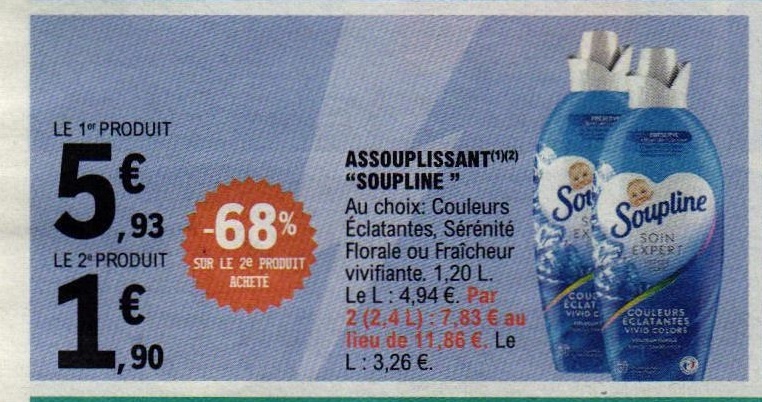 LE 1er PRODUIT
5€,93
LE 2e PRODUIT
1€,90
-68%
SUR LE 2e PRODUIT
ACHETÉ
ASSOUPLISSANT(1)(2)
“SOUPLINE ”
Au choix: Couleurs
Éclatantes, Sérénité
Florale ou Fraîcheur
vivifiante. 1,20 L.
Le L : 4,94 €. Par
2 (2,4 L) : 7,83 € au
lieu de 11,86 €. Le
L : 3,26 €.
Soupline
SOIN
EXPERT
COULEURS
ÉCLATANTES
VIVID COLORS